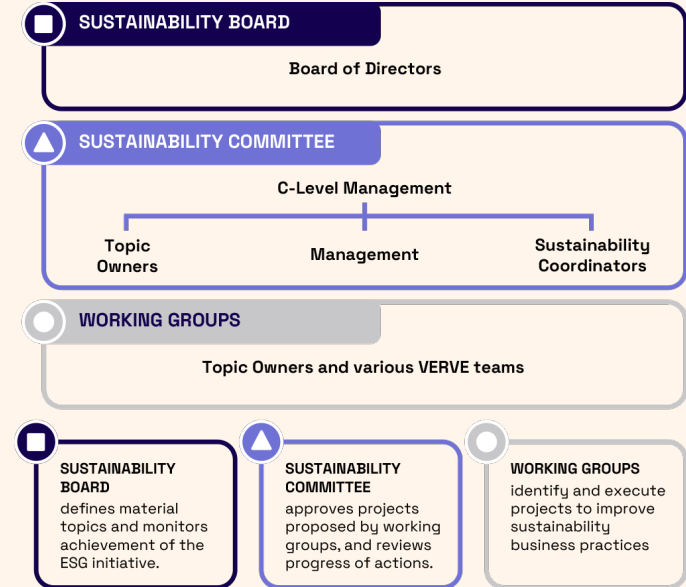 SUSTAINABILITY BOARD
Board of Directors
SUSTAINABILITY COMMITTEE
C-Level Management
Topic
Owners
Management
Sustainability
Coordinators
WORKING GROUPS
Topic Owners and various VERVE teams
SUSTAINABILITY
BOARD
defines material
topics and monitors
achievement of the
ESG initiative.
SUSTAINABILITY
COMMITTEE
approves projects
proposed by working
groups, and reviews
progress of actions.
WORKING GROUPS
identify and execute
projects to improve
sustainability
business practices